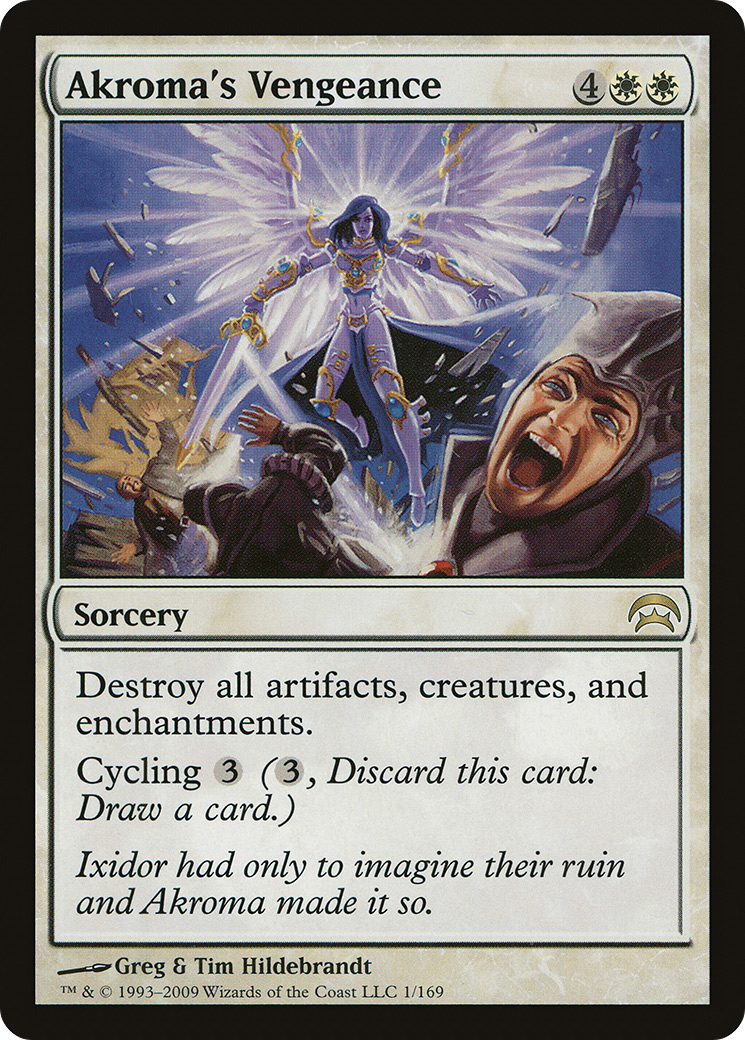 Akroma's Vengeance 4
Sorcery
Destroy all artifacts, creatures, and
enchantments.
Cycling 3 (3, Discard this card:
Draw a card.)
Ixidor had only to imagine their ruin
and Akroma made it so.
Greg & Tim Hildebrandt
™ & © 1993–2009 Wizards of the Coast LLC 1/169